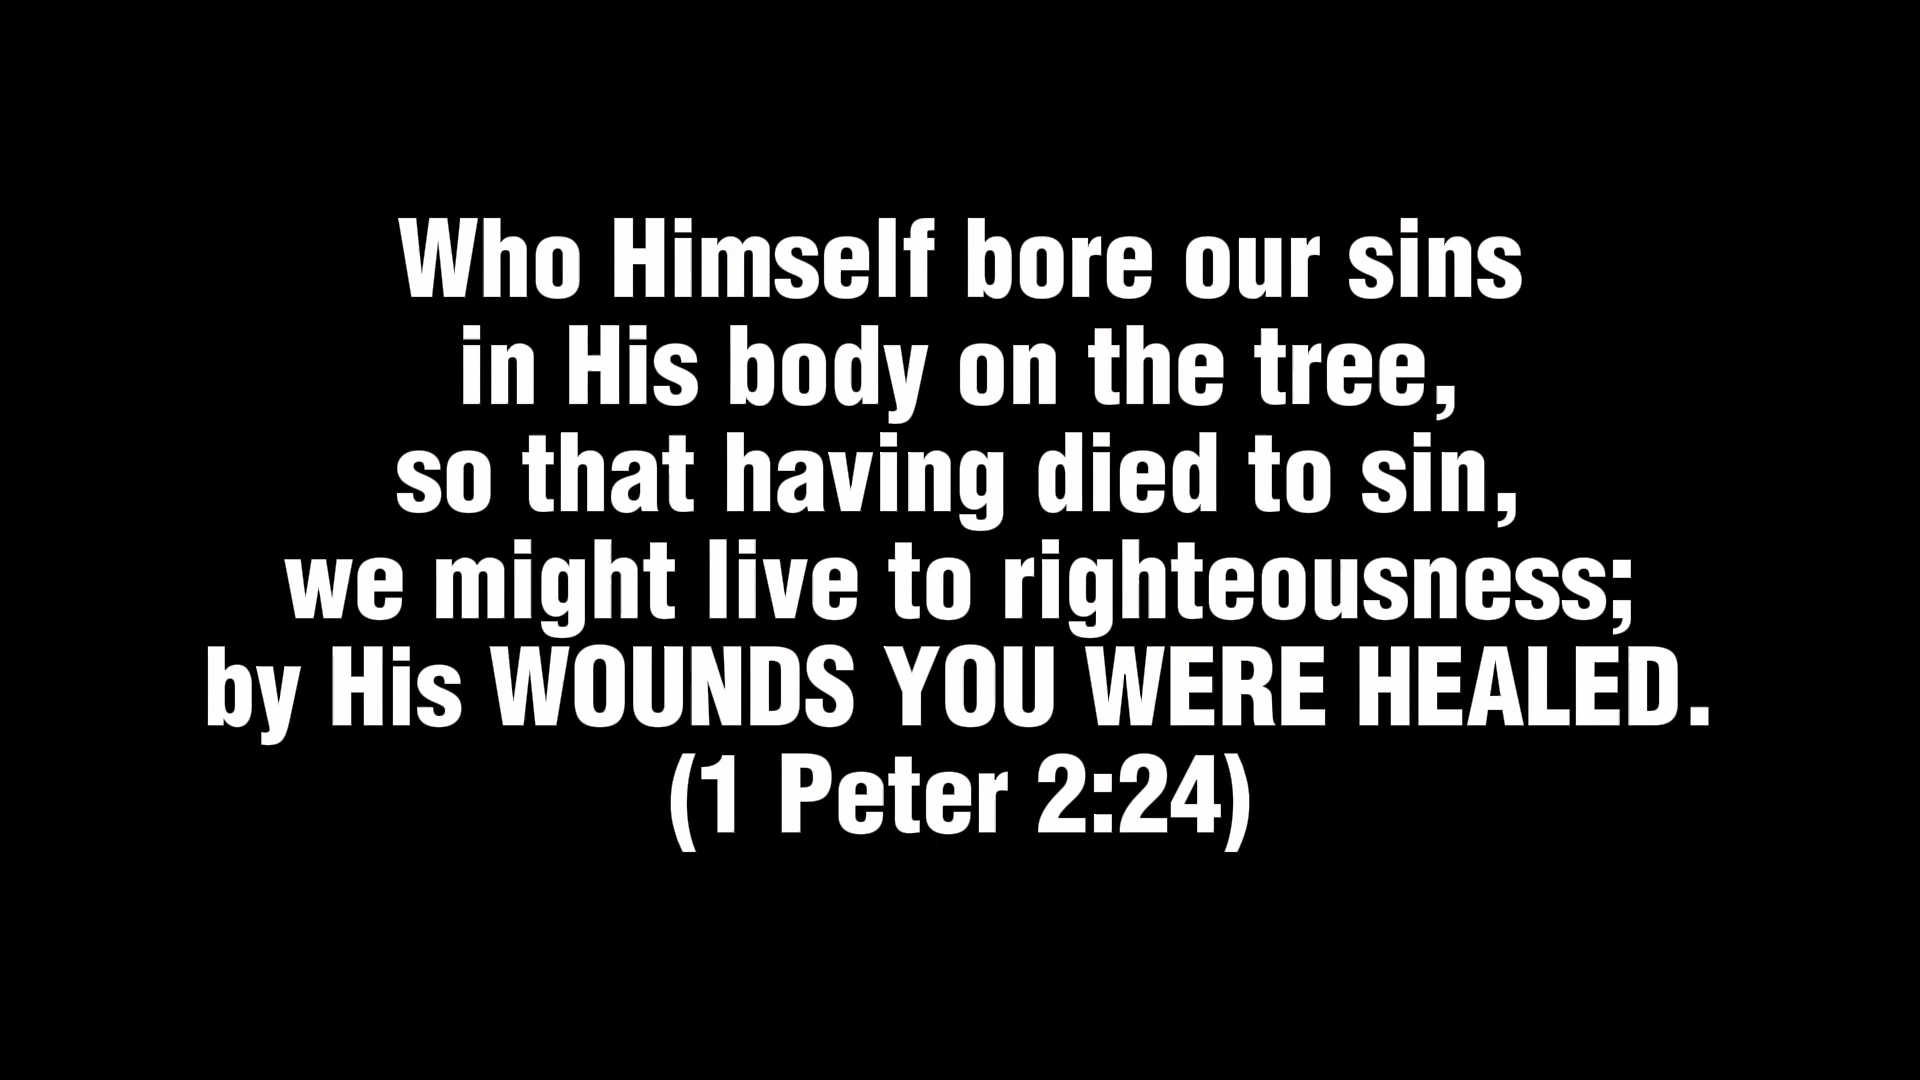 Who Himself bore our sins
in His body on the tree,
so that having died to sin,
we might live to righteousness;
by His WOUNDS YOU WERE HEALED.
(1 Peter 2:24)